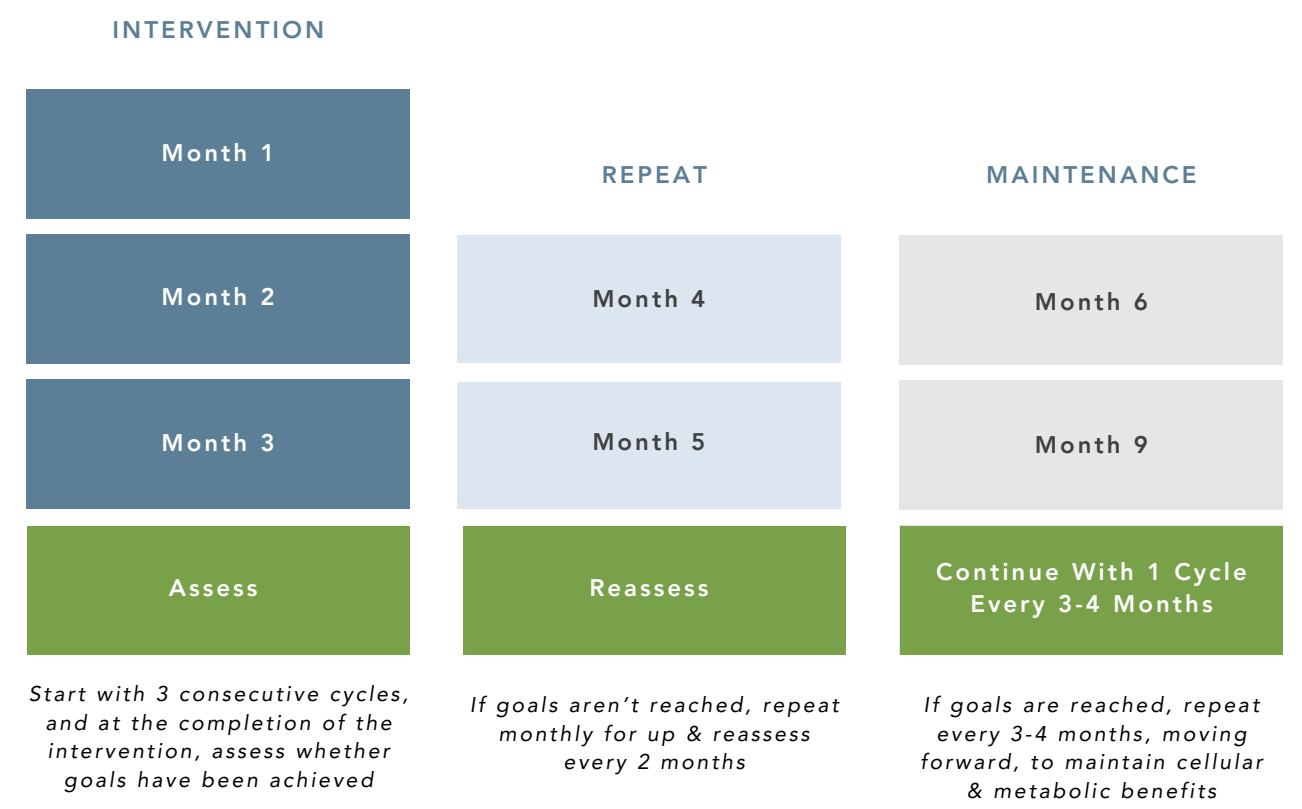 INTERVENTION
Month 1
Month 2
Month 3
Assess
Start with 3 consecutive cycles,
and at the completion of the
intervention, assess whether
goals have been achieved
REPEAT
Month 4
Month 5
Reassess
If goals aren’t reached, repeat
monthly for up & reassess
every 2 months
MAINTENANCE
Month 6
Month 9
Continue With 1 Cycle
Every 3-4 Months
If goals are reached, repeat
every 3-4 months, moving
forward, to maintain cellular
& metabolic benefits